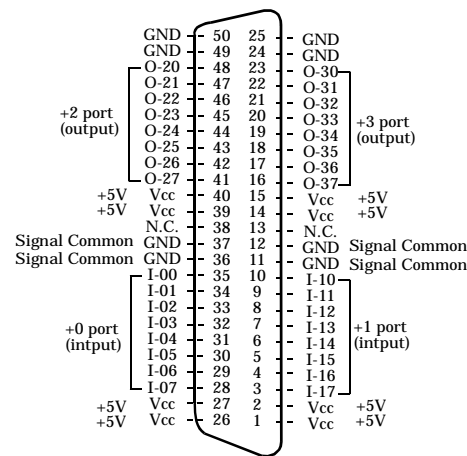 GND 50 25 GND
GND 49 24 GND
O-20 48 23 O-30
O-21 47 22 O-31
O-22 46 21 O-32
+2 port (output) O-23 45 20 O-33 +3 port (output)
O-24 44 19 O-34
O-25 43 18 O-35
O-26 42 17 O-36
O-27 41 16 O-37
+5V Vcc 40 15 Vcc +5V
+5V Vcc 39 14 Vcc +5V
N.C. 38 13 N.C.
Signal Common GND 37 12 GND Signal Common
Signal Common GND 36 11 GND Signal Common
I-00 35 10 I-10
I-01 34 9 I-11
I-02 33 8 I-12
+0 port (intput) I-03 32 7 I-13 +1 port (intput)
I-04 31 6 I-14
I-05 30 5 I-15
I-06 29 4 I-16
I-07 28 3 I-17
+5V Vcc 27 2 Vcc +5V
+5V Vcc 26 1 Vcc +5V